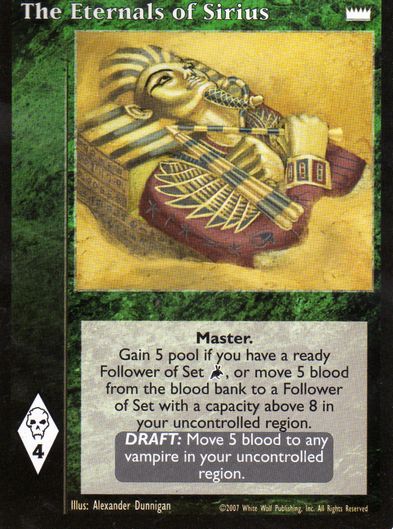 The Eternals of Sirius
Master.
Gain 5 pool if you have a ready
Follower of Set , or move 5 blood
from the blood bank to a Follower
of Set with a capacity above 8 in
your uncontrolled region.
DRAFT: Move 5 blood to any
vampire in your uncontrolled
region.
4
Illus: Alexander Dunnigan
©2007 White Wolf Publishing, Inc. All Rights Reserved